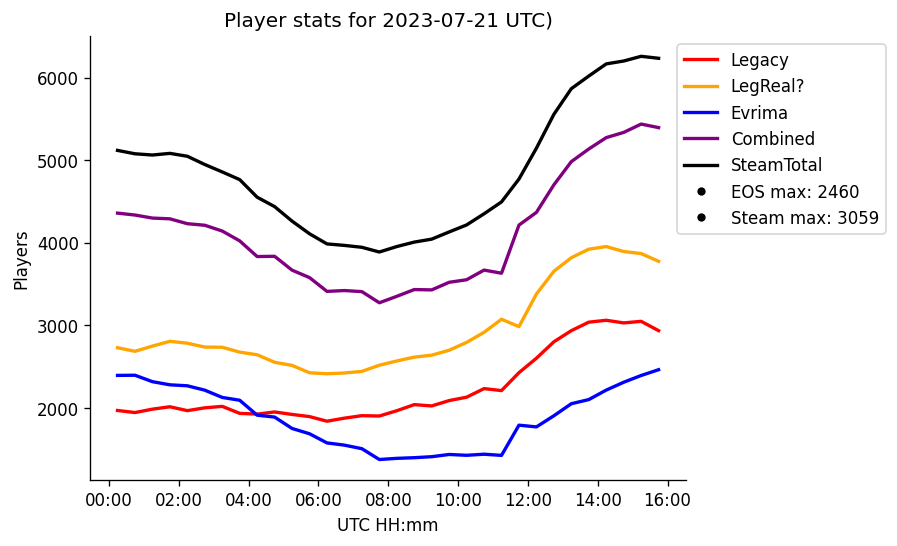 Player stats for 2023-07-21 UTC)
Legacy
LegReal?
Evrima
Combined
SteamTotal
EOS max: 2460
Steam max: 3059
Players
6000
5000
4000
3000
2000
00:00 02:00 04:00 06:00 08:00 10:00 12:00 14:00 16:00
UTC HH:mm